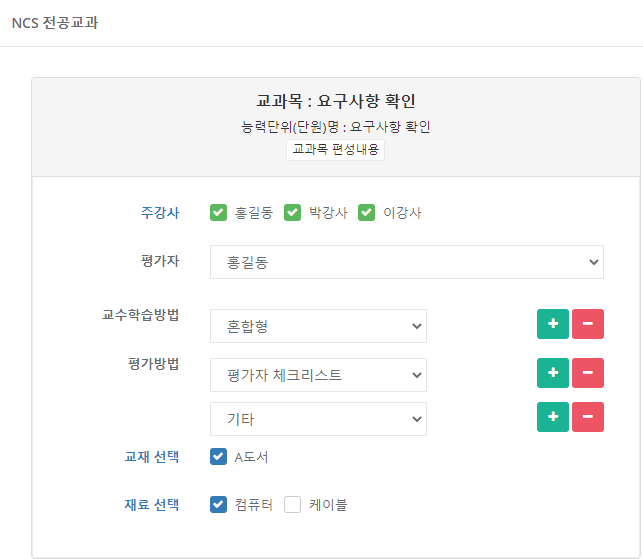 NCS 전공교과
교과목 : 요구사항 확인
능력단위(단원)명 : 요구사항 확인
교과목 편성내용
주강사 홍길동 박강사 이강사
평가자 홍길동
교수학습방법 혼합형
평가방법 평가자 체크리스트
기타
교재 선택 A도서
재료 선택 컴퓨터 케이블